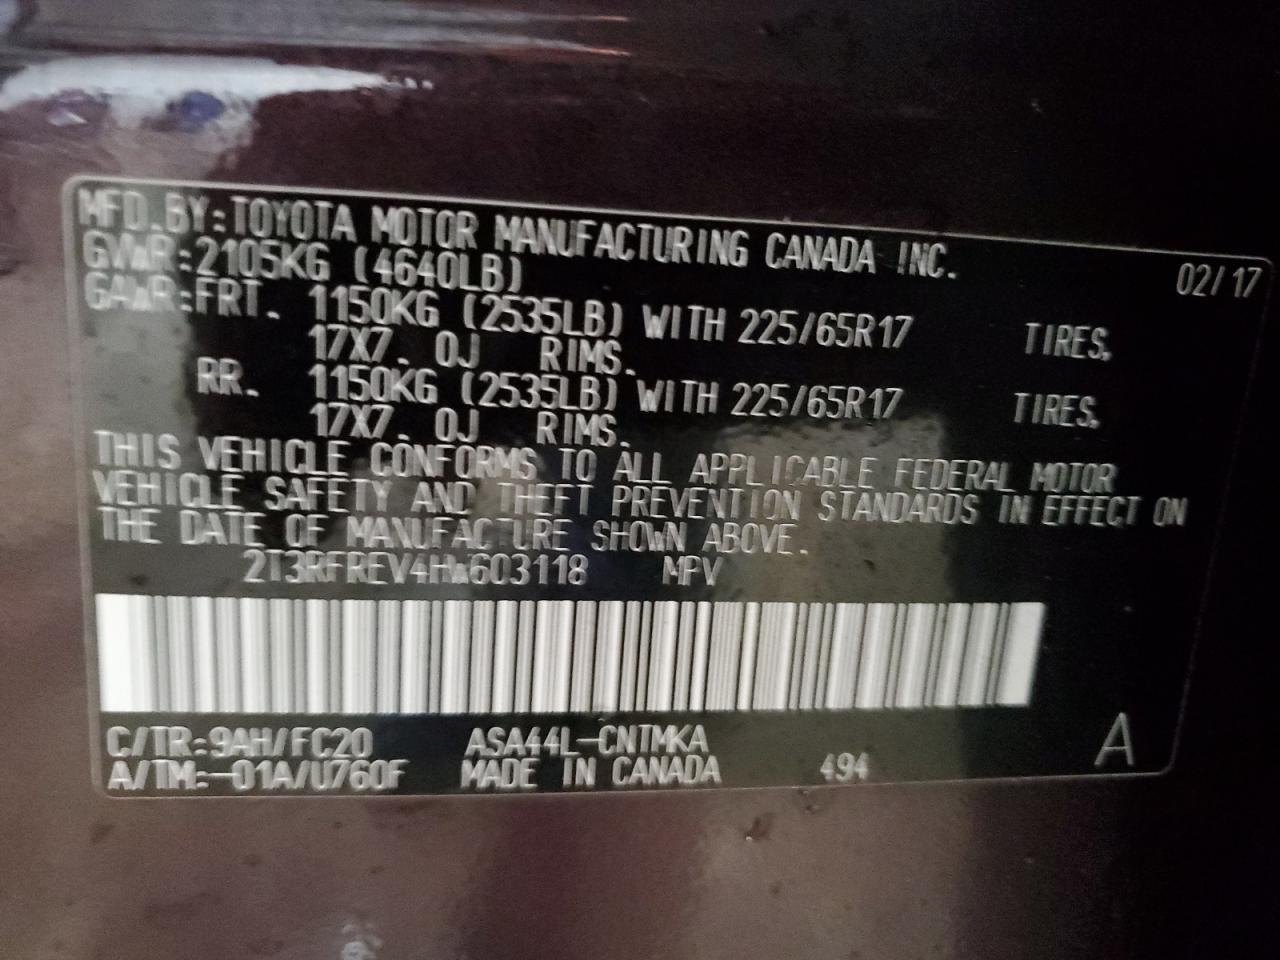 MFD.BY:TOYOTA MOTOR MANUFACTURING CANADA INC.
02/17
GVWR:2105KG (4640LB)
GAWR:FRT. 1150KG (2535LB) WITH 225/65R17 TIRES,
17X7.0J RIMS.
RR. 1150KG (2535LB) WITH 225/65R17 TIRES,
17X7.0J RIMS.
THIS VEHICLE CONFORMS TO ALL APPLICABLE FEDERAL MOTOR
VEHICLE SAFETY AND THEFT PREVENTION STANDARDS IN EFFECT ON
THE DATE OF MANUFACTURE SHOWN ABOVE.
2T3RFREV4HW603118 MPV
C/TR:9AH/FC20 ASA44L-CNTMKA
A/TM:-01A/U760F MADE IN CANADA 494
A